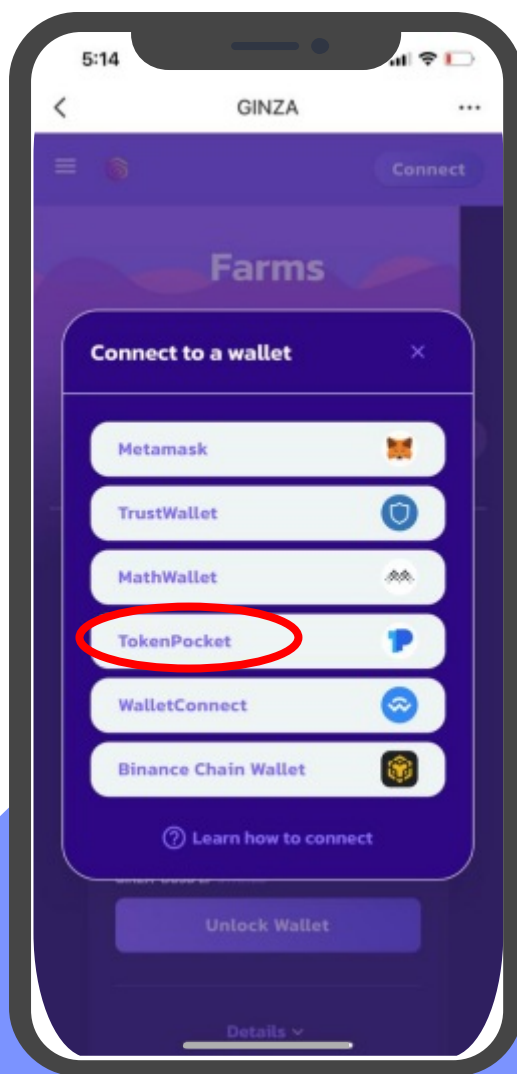 5:14
GINZA
Connect
Farms
Connect to a wallet
Metamask
TrustWallet
MathWallet
TokenPocket
WalletConnect
Binance Chain Wallet
Learn how to connect
Unlock Wallet
Details